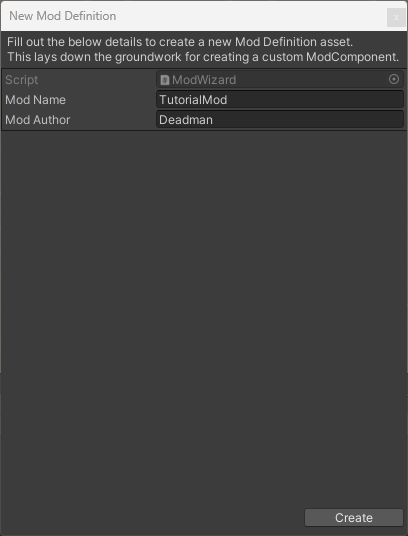 New Mod Definition
x
Fill out the below details to create a new Mod Definition asset.
This lays down the groundwork for creating a custom ModComponent.
Script # ModWizard
Mod Name TutorialMod
Mod Author Deadman
Create